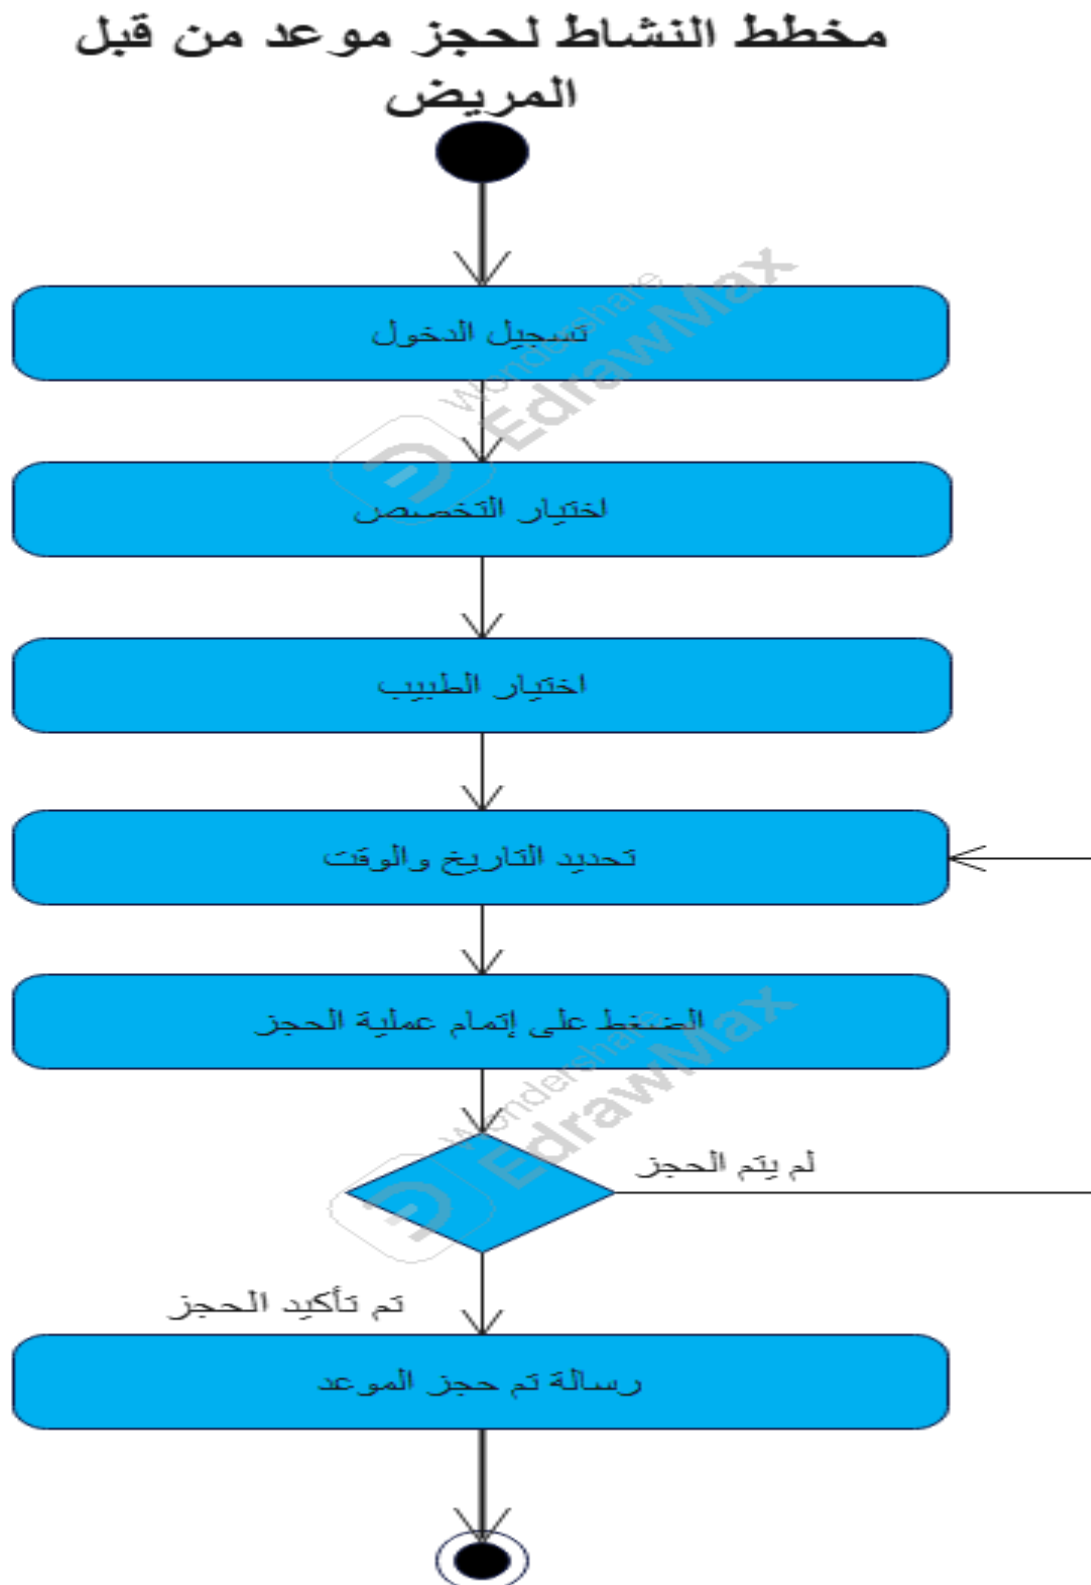 مخطط النشاط لحجز موعد من قبل
المريض
تسجيل الدخول
Wondershare
EdrawMax
اختيار التخصص
اختيار الطبيب
تحديد التاريخ والوقت
الضغط على إتمام عملية الحجز
Wondershare
EdrawMax
لم يتم الحجز
تم تأكيد الحجز
رسالة تم حجز الموعد